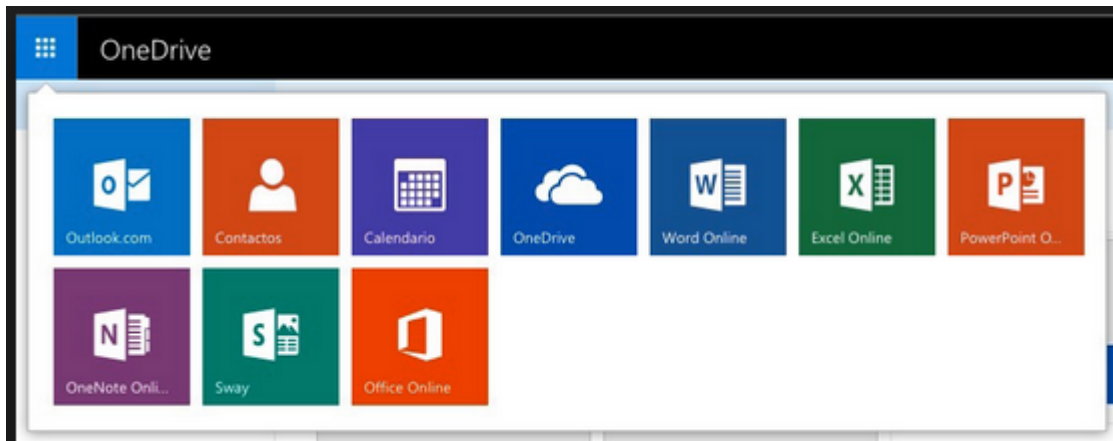 OneDrive
Outlook.com
Contactos
Calendario
OneDrive
Word Online
Excel Online
PowerPoint O...
OneNote Onli...
Sway
Office Online